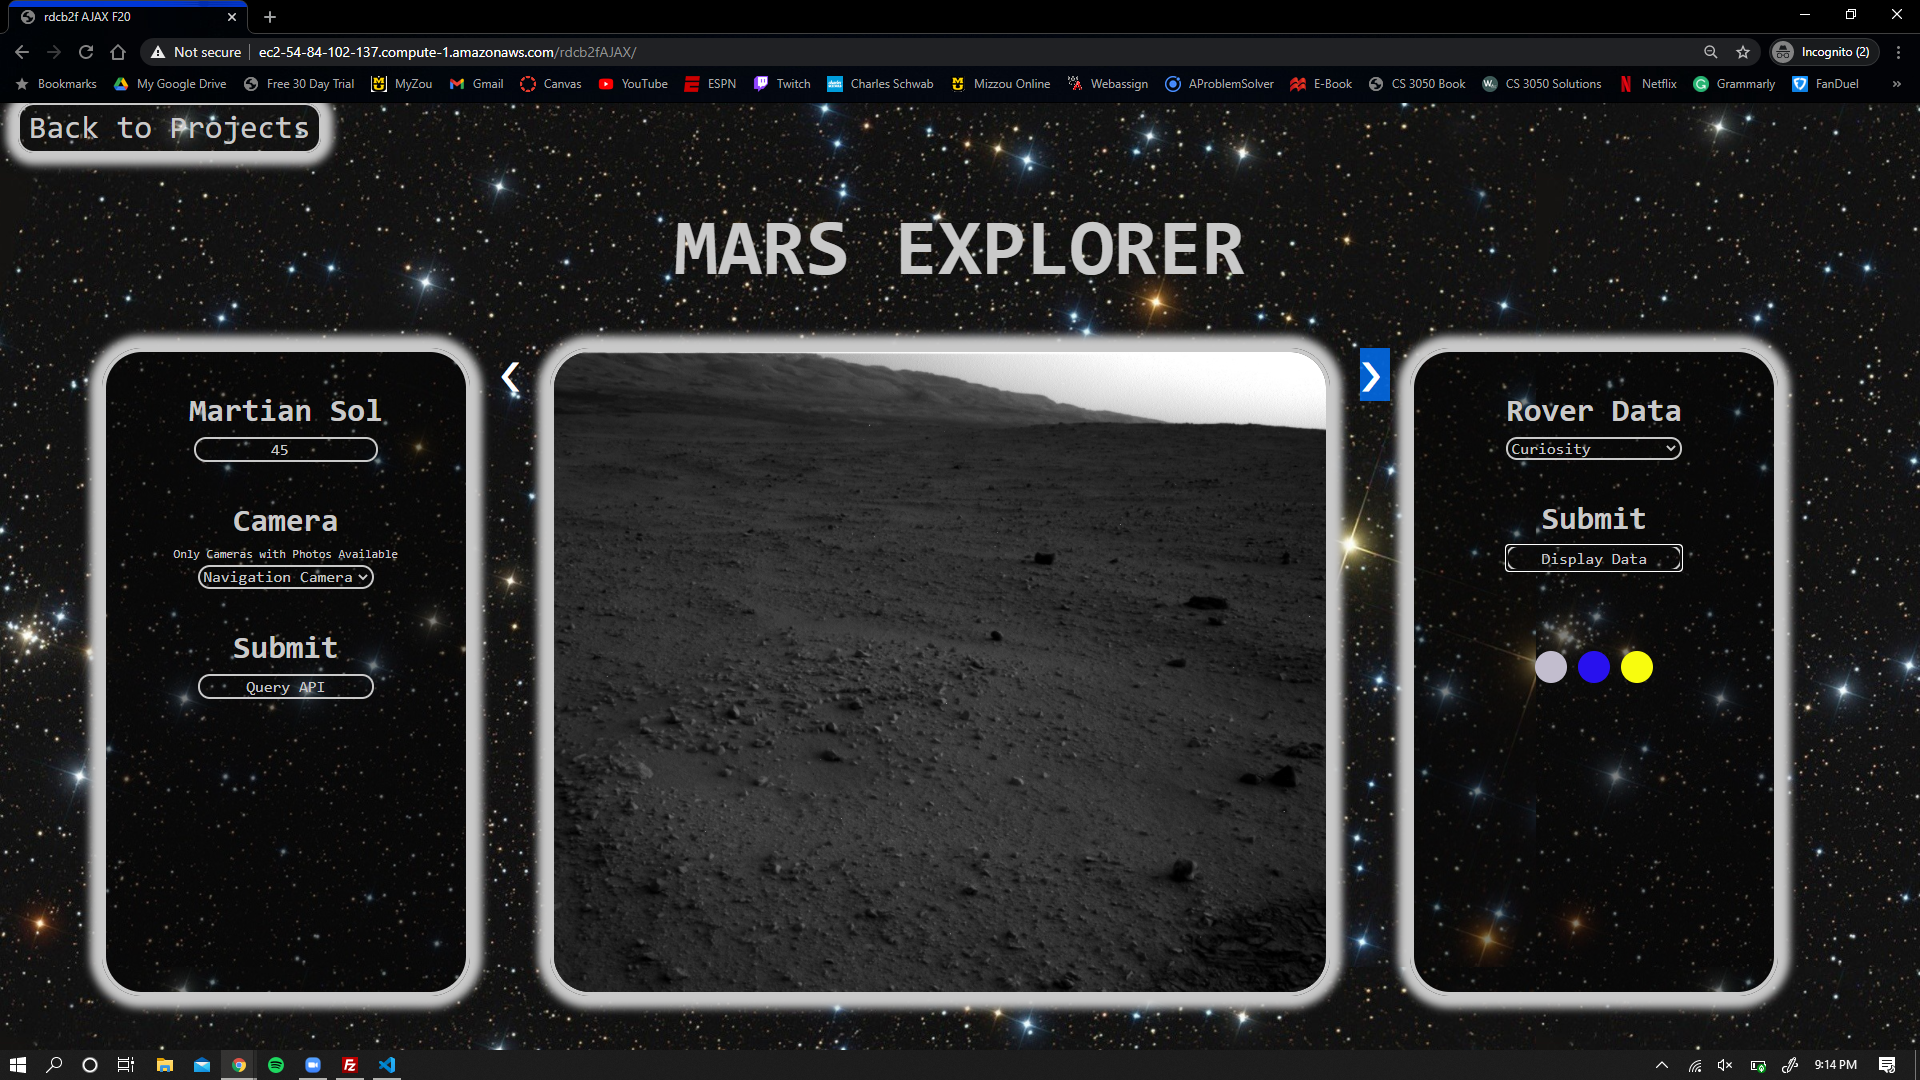 rdcb2f AJAX F20
Not secure ec2-54-84-102-137.compute-1.amazonaws.com/rdcb2fAJAX/
Incognito (2)
Bookmarks My Google Drive Free 30 Day Trial MyZou Gmail Canvas YouTube ESPN Twitch Charles Schwab Mizzou Online Webassign AProblemSolver E-Book CS 3050 Book CS 3050 Solutions Netflix Grammarly FanDuel »
Back to Projects
MARS EXPLORER
Martian Sol
45
Camera
Only Cameras with Photos Available
Navigation Camera
Submit
Query API
❮
❯
Rover Data
Curiosity
Submit
Display Data
9:14 PM